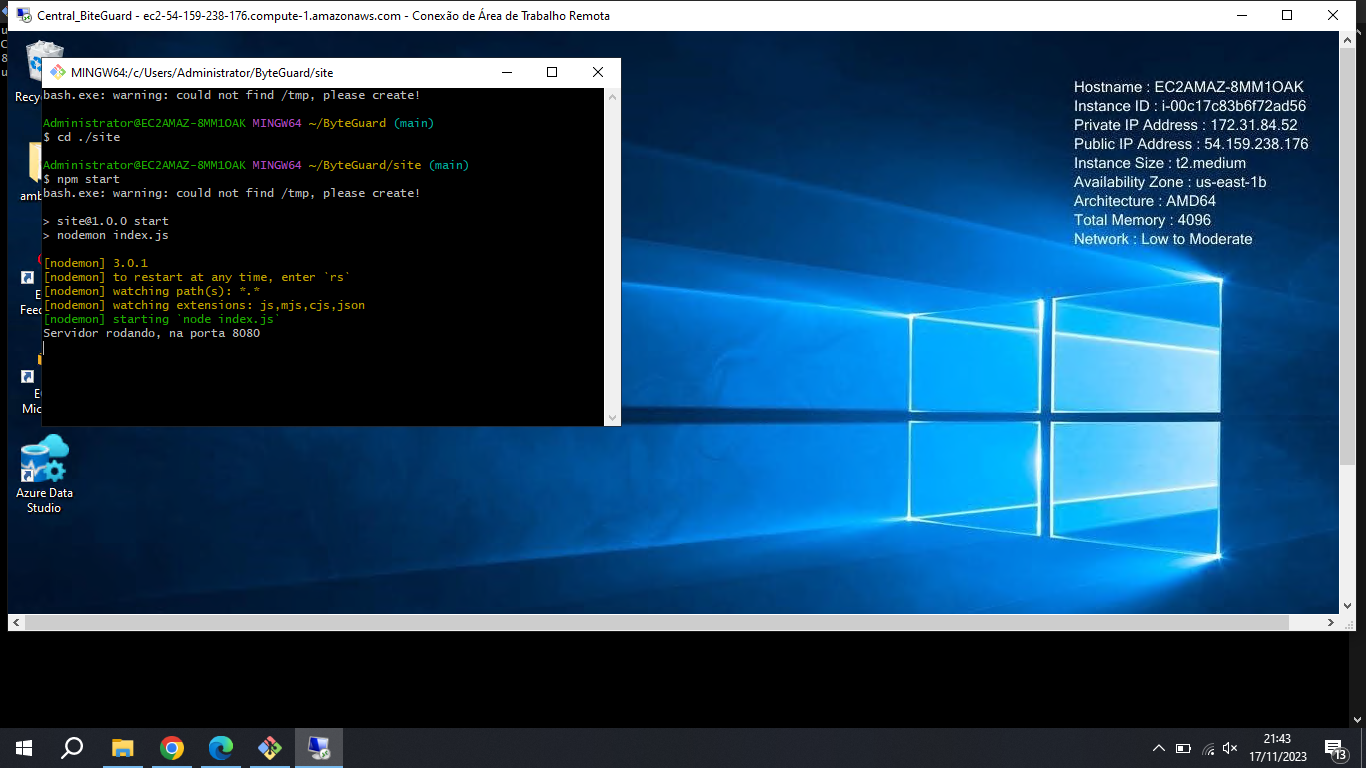 Central_BiteGuard - ec2-54-159-238-176.compute-1.amazonaws.com - Conexão de Área de Trabalho Remota
MINGW64:/c/Users/Administrator/ByteGuard/site
bash.exe: warning: could not find /tmp, please create!
Administrator@EC2AMAZ-8MM1OAK MINGW64 ~/ByteGuard (main)
$ cd ./site
Administrator@EC2AMAZ-8MM1OAK MINGW64 ~/ByteGuard/site (main)
$ npm start
bash.exe: warning: could not find /tmp, please create!
> site@1.0.0 start
> nodemon index.js
[nodemon] 3.0.1
[nodemon] to restart at any time, enter `rs`
[nodemon] watching path(s): *.*
[nodemon] watching extensions: js,mjs,cjs,json
[nodemon] starting `node index.js`
Servidor rodando, na porta 8080
Hostname : EC2AMAZ-8MM1OAK
Instance ID : i-00c17c83b6f72ad56
Private IP Address : 172.31.84.52
Public IP Address : 54.159.238.176
Instance Size : t2.medium
Availability Zone : us-east-1b
Architecture : AMD64
Total Memory : 4096
Network : Low to Moderate
Recy
amb
E
Feed
E
Mic
Azure Data
Studio
21:43
17/11/2023
13